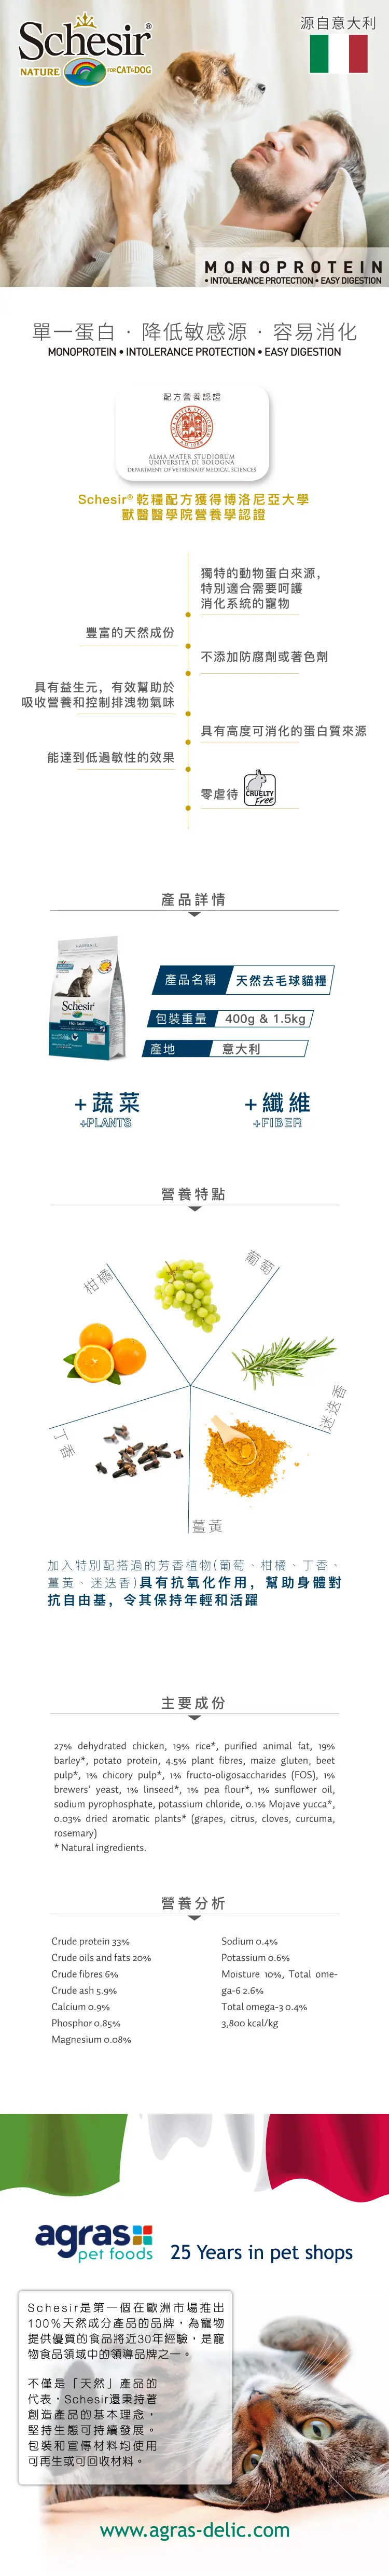 Schesir®
NATURE FOR CAT&DOG
源自意大利
MONOPROTEIN
• INTOLERANCE PROTECTION • EASY DIGESTION
單一蛋白 · 降低敏感源 · 容易消化
MONOPROTEIN • INTOLERANCE PROTECTION • EASY DIGESTION
配方營養認證
ALMA MATER STUDIORUM
UNIVERSITÀ DI BOLOGNA
DEPARTMENT OF VETERINARY MEDICAL SCIENCES
Schesir® 乾糧配方獲得博洛尼亞大學
獸醫醫學院營養學認證
獨特的動物蛋白來源，
特別適合需要呵護
消化系統的寵物
豐富的天然成份
不添加防腐劑或著色劑
具有益生元，有效幫助於
吸收營養和控制排洩物氣味
具有高度可消化的蛋白質來源
能達到低過敏性的效果
零虐待
CRUELTY
Free
產品詳情
HAIRBALL
Schesir
Hairball
產品名稱 天然去毛球貓糧
包裝重量 400g & 1.5kg
產地 意大利
+蔬菜
+PLANTS
+纖維
+FIBER
營養特點
柑橘
葡萄
丁香
迷迭香
薑黃
加入特別配搭過的芳香植物(葡萄、柑橘、丁香、
薑黃、迷迭香)具有抗氧化作用，幫助身體對
抗自由基，令其保持年輕和活躍
主要成份
27% dehydrated chicken, 19% rice*, purified animal fat, 19%
barley*, potato protein, 4.5% plant fibres, maize gluten, beet
pulp*, 1% chicory pulp*, 1% fructo-oligosaccharides (FOS), 1%
brewers' yeast, 1% linseed*, 1% pea flour*, 1% sunflower oil,
sodium pyrophosphate, potassium chloride, 0.1% Mojave yucca*,
0.03% dried aromatic plants* (grapes, citrus, cloves, curcuma,
rosemary)
* Natural ingredients.
營養分析
Crude protein 33%
Crude oils and fats 20%
Crude fibres 6%
Crude ash 5.9%
Calcium 0.9%
Phosphor 0.85%
Magnesium 0.08%
Sodium 0.4%
Potassium 0.6%
Moisture 10%, Total ome-
ga-6 2.6%
Total omega-3 0.4%
3,800 kcal/kg
agras
pet foods
25 Years in pet shops
Schesir是第一個在歐洲市場推出
100%天然成分產品的品牌，為寵物
提供優質的食品將近30年經驗，是寵
物食品領域中的領導品牌之一。
不僅是「天然」產品的
代表，Schesir還秉持著
創造產品的基本理念，
堅持生態可持續發展。
包裝和宣傳材料均使用
可再生或可回收材料。
www.agras-delic.com